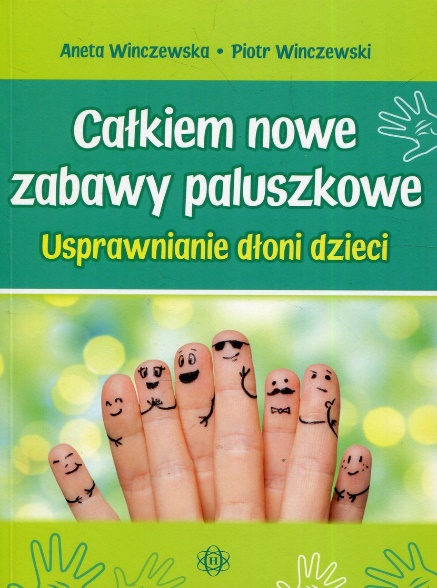 Aneta Winczewska • Piotr Winczewski
Całkiem nowe
zabawy paluszkowe
Usprawnianie dłoni dzieci
H